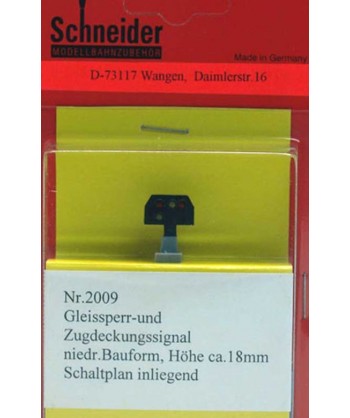 Schneider
MODELLBAHNZUBEHÖR
Made in Germany
D-73117 Wangen, Daimlerstr.16
Nr.2009
Gleissperr-und
Zugdeckungssignal
niedr.Bauform, Höhe ca.18mm
Schaltplan inliegend